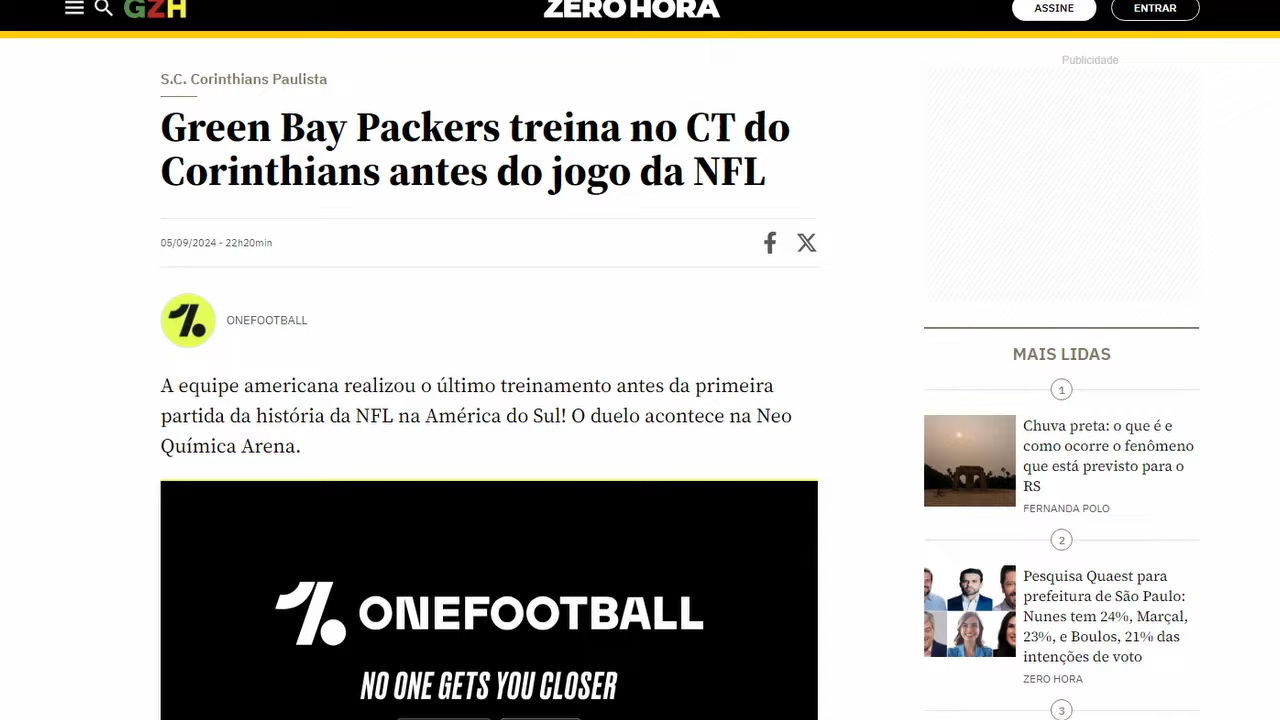 GZH
ZERO HORA
ASSINE
ENTRAR
S.C. Corinthians Paulista
Green Bay Packers treina no CT do
Corinthians antes do jogo da NFL
05/09/2024 - 22h20min
ONEFOOTBALL
A equipe americana realizou o último treinamento antes da primeira
partida da história da NFL na América do Sul! O duelo acontece na Neo
Química Arena.
ONEFOOTBALL
NO ONE GETS YOU CLOSER
Publicidade
MAIS LIDAS
1
Chuva preta: o que é e
como ocorre o fenômeno
que está previsto para o
RS
FERNANDA POLO
2
Pesquisa Quaest para
prefeitura de São Paulo:
Nunes tem 24%, Marçal,
23%, e Boulos, 21% das
intenções de voto
ZERO HORA
3